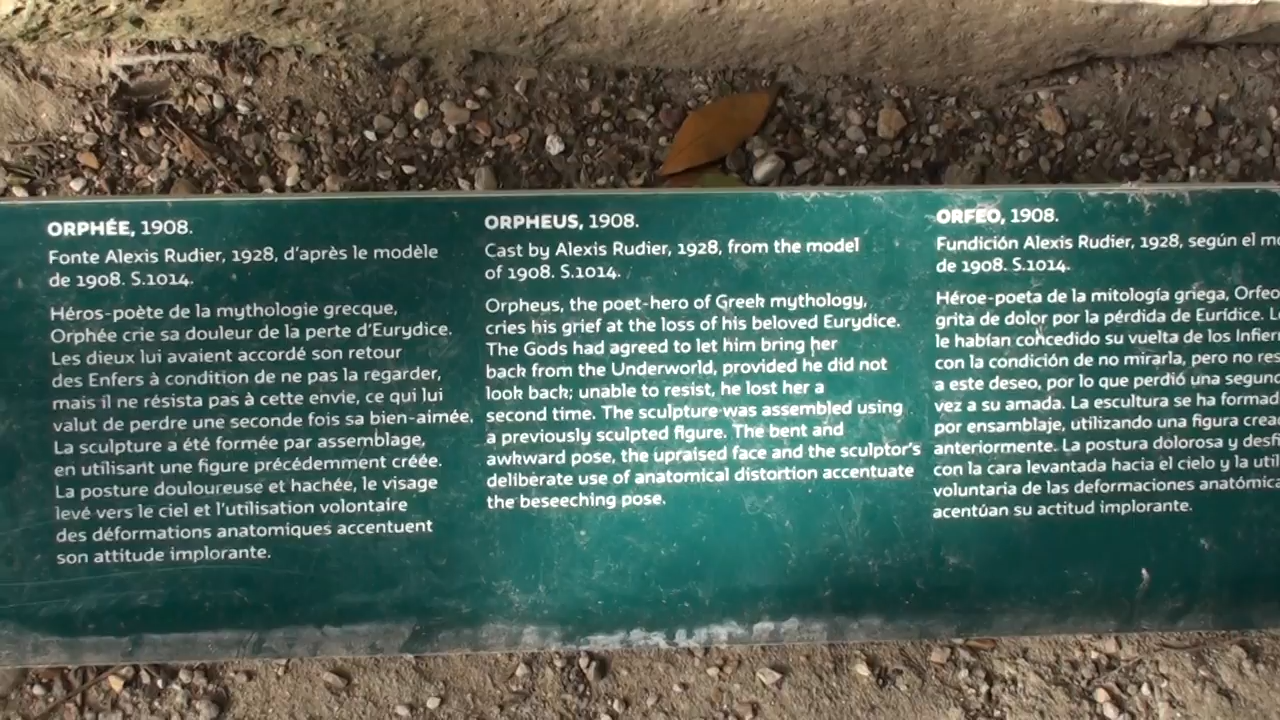 ORPHÉE, 1908.
Fonte Alexis Rudier, 1928, d'après le modèle
de 1908. S.1014.
Héros-poète de la mythologie grecque,
Orphée crie sa douleur de la perte d'Eurydice.
Les dieux lui avaient accordé son retour
des Enfers à condition de ne pas la regarder,
mais il ne résista pas à cette envie, ce qui lui
valut de perdre une seconde fois sa bien-aimée.
La sculpture a été formée par assemblage,
en utilisant une figure précédemment créée.
La posture douloureuse et hachée, le visage
levé vers le ciel et l'utilisation volontaire
des déformations anatomiques accentuent
son attitude implorante.
ORPHEUS, 1908.
Cast by Alexis Rudier, 1928, from the model
of 1908. S.1014.
Orpheus, the poet-hero of Greek mythology,
cries his grief at the loss of his beloved Eurydice.
The Gods had agreed to let him bring her
back from the Underworld, provided he did not
look back; unable to resist, he lost her a
second time. The sculpture was assembled using
a previously sculpted figure. The bent and
awkward pose, the upraised face and the sculptor's
deliberate use of anatomical distortion accentuate
the beseeching pose.
ORFEO, 1908.
Fundición Alexis Rudier, 1928, según el
de 1908. S.1014.
Héroe-poeta de la mitología griega, Orfeo
grita de dolor por la pérdida de Eurídice.
le habían concedido su vuelta de los
con la condición de no mirarla, pero no
a este deseo, por lo que perdió una
vez a su amada. La escultura se ha
por ensamblaje, utilizando una figura
anteriormente. La postura dolorosa y
con la cara levantada hacia el cielo y la
voluntaria de las deformaciones
acentúan su actitud implorante.